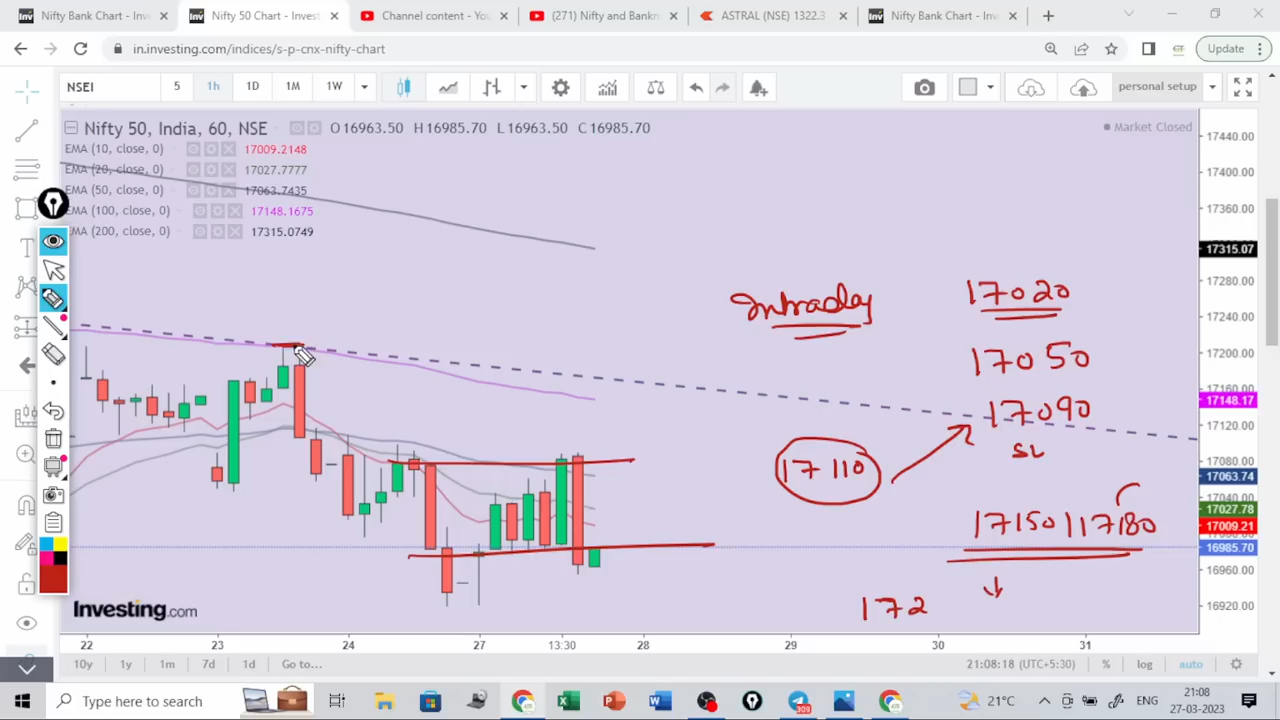 Nifty Bank Chart — Inv
Nifty 50 Chart - Invest
Channel content - Yo
(271) Nifty and Bankn
ASTRAL (NSE) 1322.3
Nifty Bank Chart — Inv
in.investing.com/indices/s-p-cnx-nifty-chart
Update
NSEI 5 1h 1D 1M 1W
personal setup
Nifty 50, India, 60, NSE O 16963.50 H 16985.70 L 16963.50 C 16985.70
Market Closed
EMA (10, close, 0) 17009.2148
EMA (20, close, 0) 17027.7777
EMA (50, close, 0) 17063.7435
EMA (100, close, 0) 17148.1675
EMA (200, close, 0) 17315.0749
17440.00
17400.00
17360.00
17315.07
17280.00
17240.00
17200.00
17160.00
17148.17
17120.00
17080.00
17063.74
17040.00
17027.78
17009.21
16985.70
16960.00
16920.00
Intraday
17020
17050
17090
SL
17110
17150 | 17180
172
Investing.com
22 23 24 27 13:30 28 29 30 31
10y 1y 1m 7d 1d Go to... 21:08:18 (UTC+5:30) % log auto
Type here to search
309
21°C
ENG
21:08
27-03-2023